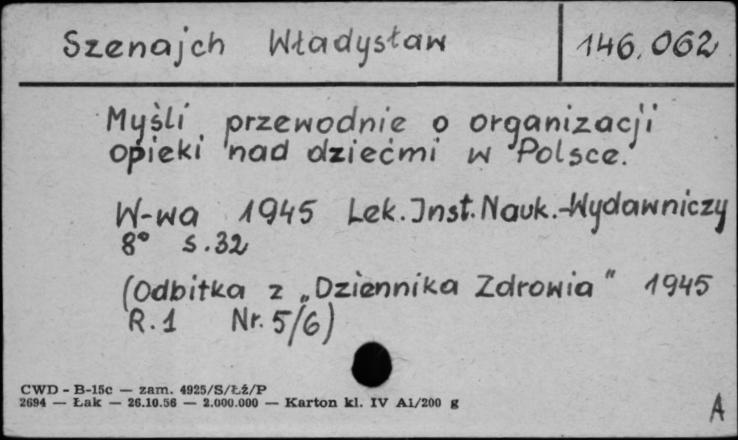 Szenajch Władysław 146.062
Myśli przewodnie o organizacji
opieki nad dziećmi w Polsce.
W-wa 1945 Lek. Inst. Nauk.-Wydawniczy
8° s. 32
(Odbitka z „Dziennika Zdrowia" 1945
R. 1 Nr. 5/6)
CWD - B-15c — zam. 4925/S/Łź/P
2694 — Łak — 26.10.56 — 2.000.000 — Karton kl. IV A1/200 g
A